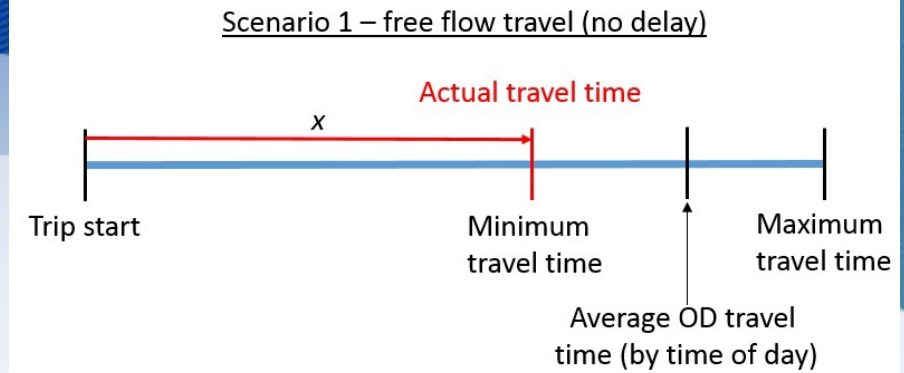 Scenario 1 – free flow travel (no delay)
Actual travel time
x
Trip start
Minimum
travel time
Maximum
travel time
Average OD travel
time (by time of day)